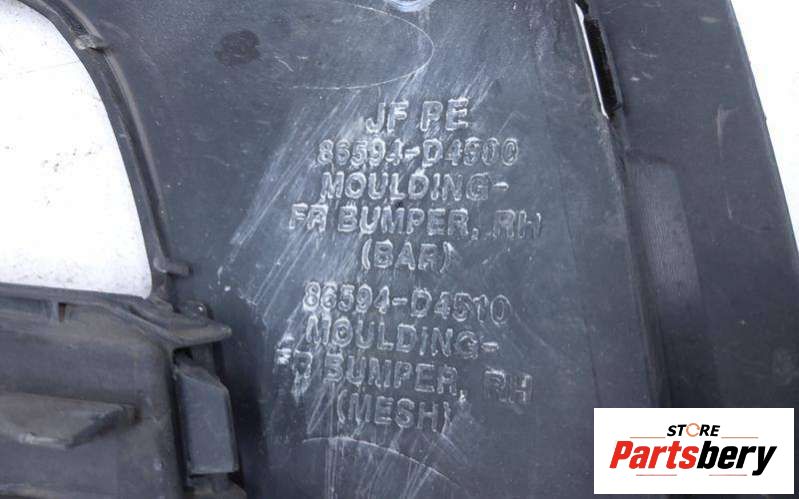 JF PE
86594-D4900
MOULDING-
FR BUMPER, RH
(BAR)
86594-D4510
MOULDING-
FR BUMPER, RH
(MESH)
STORE
Partsbery